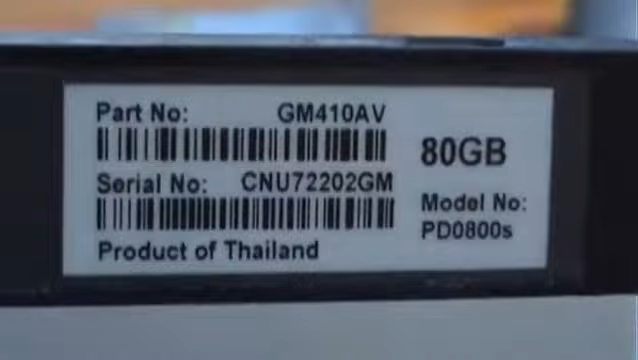 Part No: GM410AV
80GB
Serial No: CNU72202GM
Model No:
PD0800s
Product of Thailand